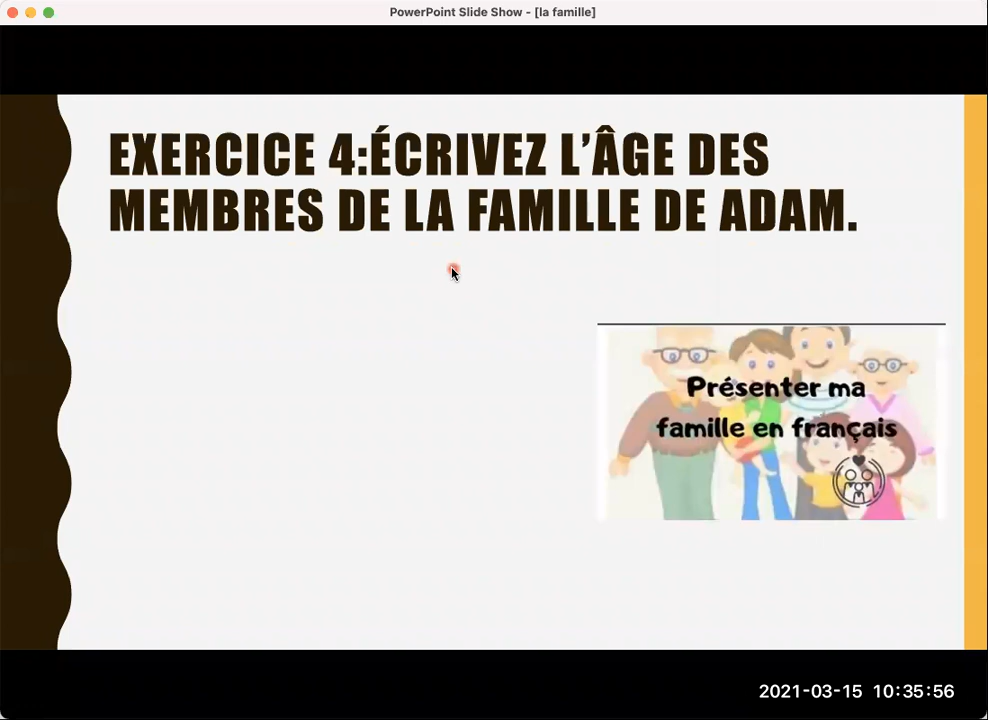 PowerPoint Slide Show - [la famille]
EXERCICE 4:ÉCRIVEZ L’ÂGE DES
MEMBRES DE LA FAMILLE DE ADAM.
Présenter ma
famille en français
2021-03-15 10:35:56